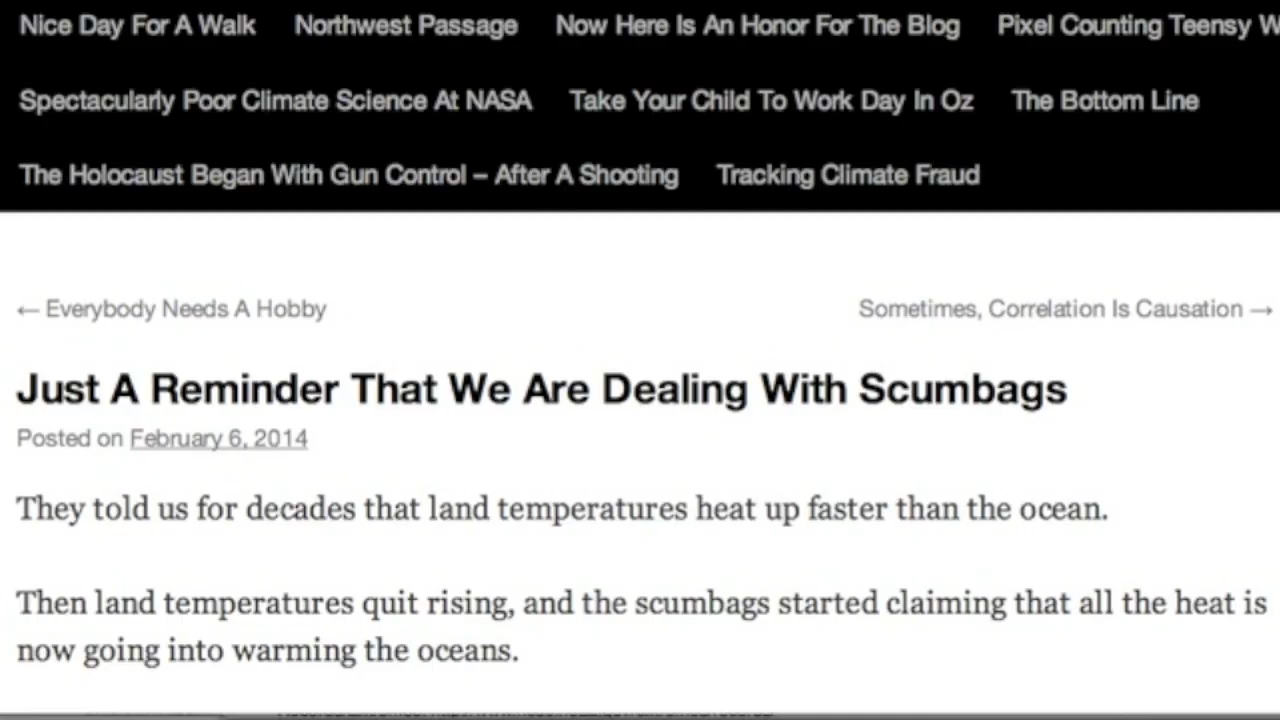 Nice Day For A Walk Northwest Passage Now Here Is An Honor For The Blog Pixel Counting Teensy
Spectacularly Poor Climate Science At NASA Take Your Child To Work Day In Oz The Bottom Line
The Holocaust Began With Gun Control – After A Shooting Tracking Climate Fraud
← Everybody Needs A Hobby Sometimes, Correlation Is Causation →
Just A Reminder That We Are Dealing With Scumbags
Posted on February 6, 2014
They told us for decades that land temperatures heat up faster than the ocean.
Then land temperatures quit rising, and the scumbags started claiming that all the heat is
now going into warming the oceans.